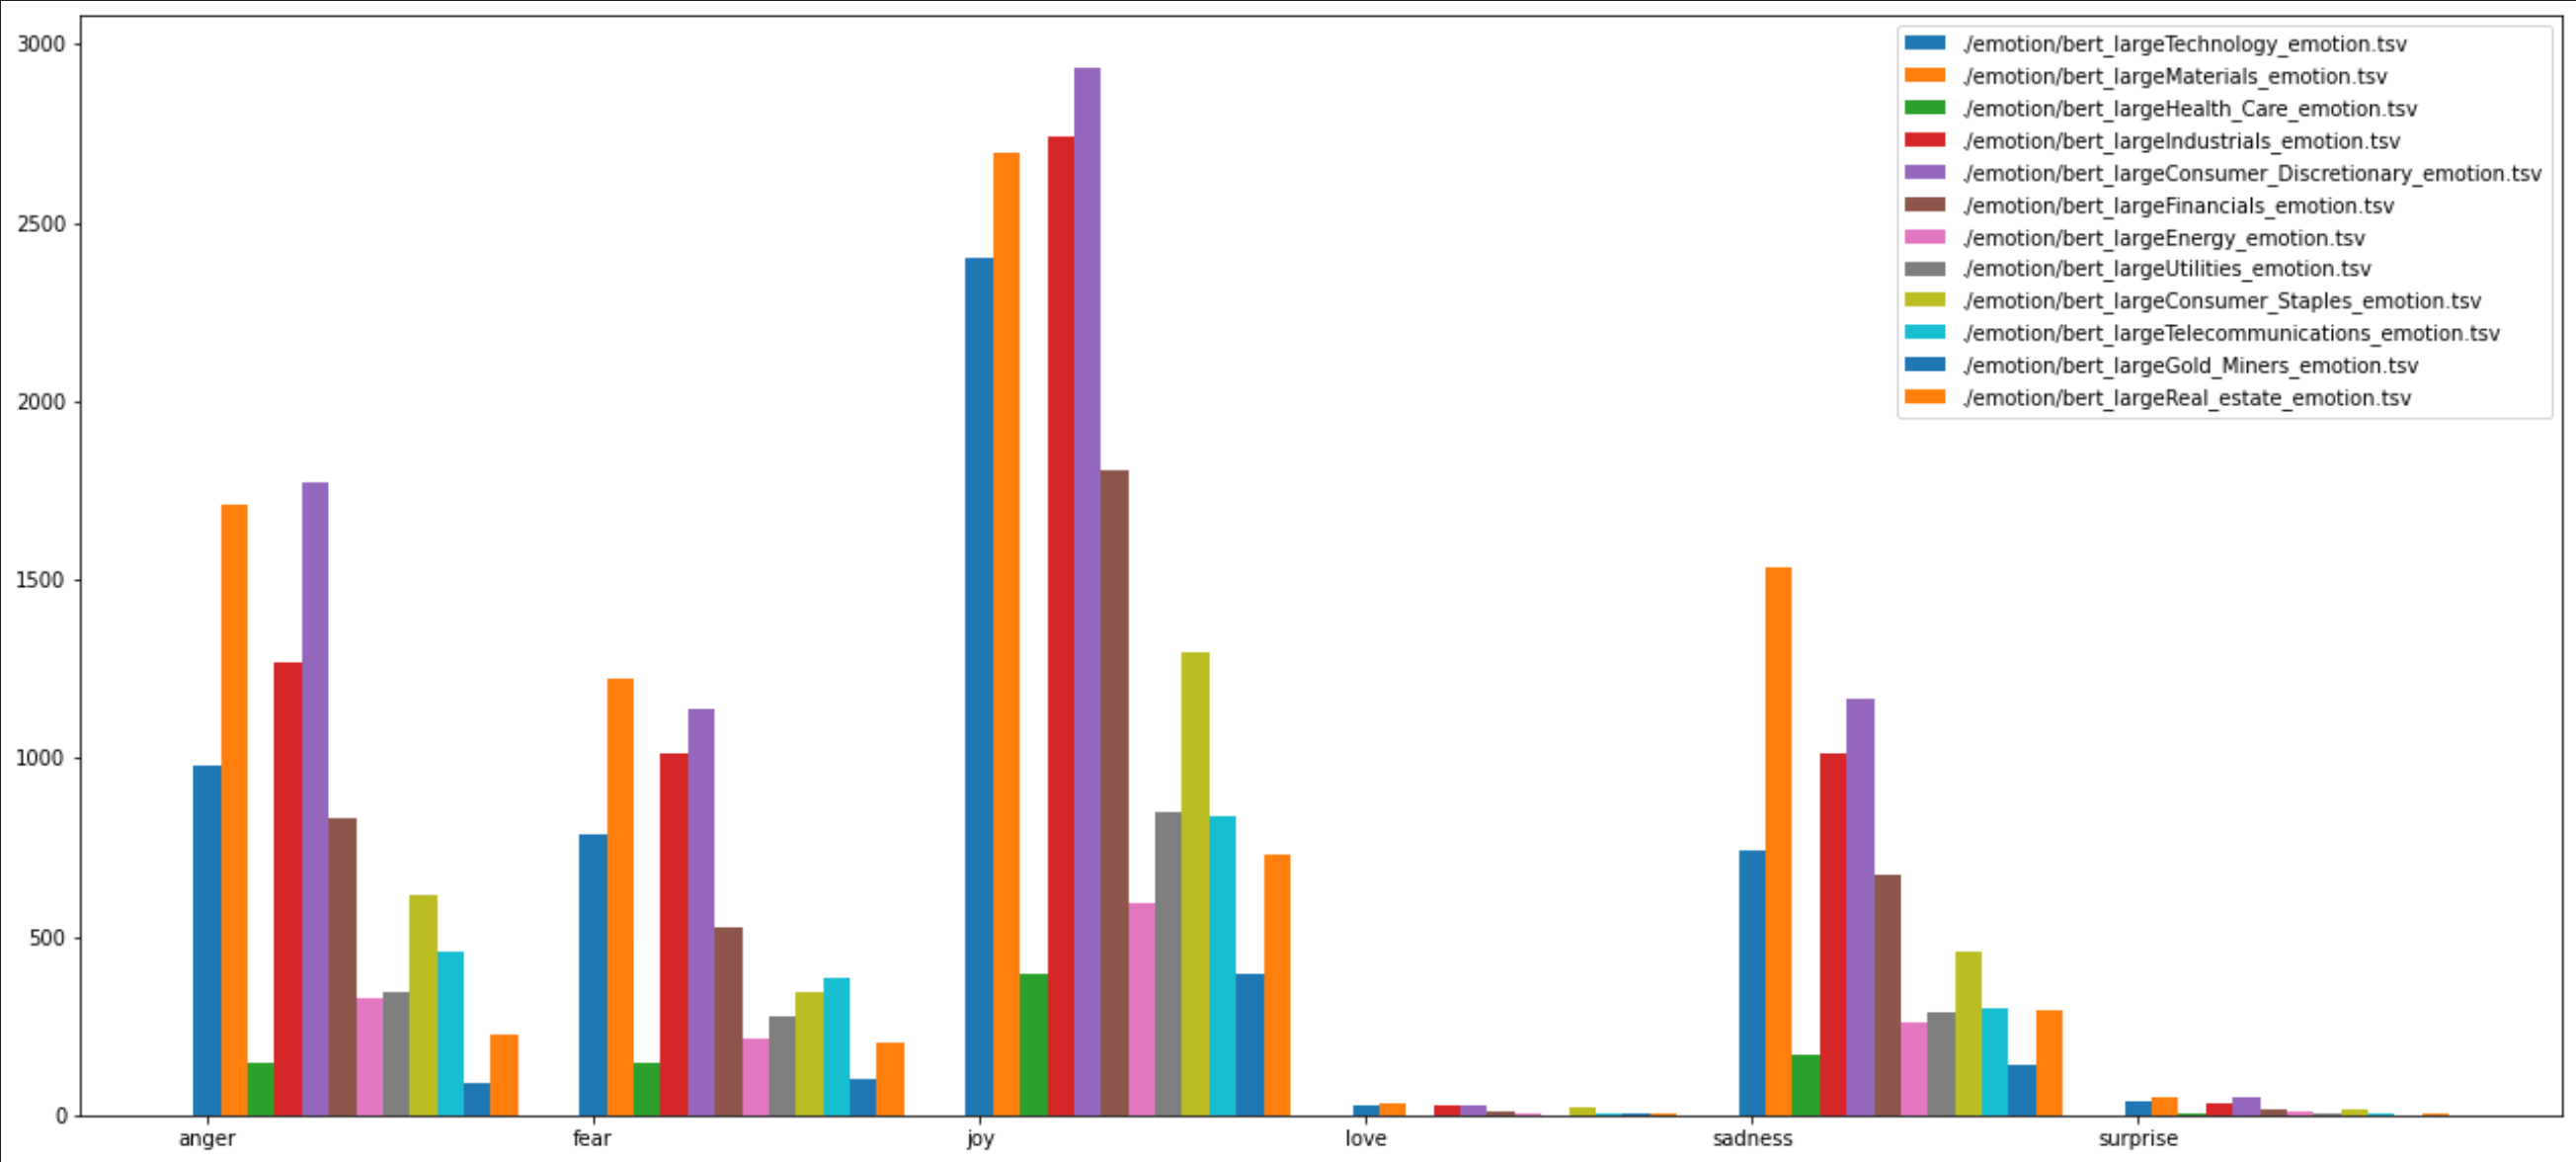 3000
2500
2000
1500
1000
500
0
anger fear joy love sadness surprise
./emotion/bert_largeTechnology_emotion.tsv
./emotion/bert_largeMaterials_emotion.tsv
./emotion/bert_largeHealth_Care_emotion.tsv
./emotion/bert_largeIndustrials_emotion.tsv
./emotion/bert_largeConsumer_Discretionary_emotion.tsv
./emotion/bert_largeFinancials_emotion.tsv
./emotion/bert_largeEnergy_emotion.tsv
./emotion/bert_largeUtilities_emotion.tsv
./emotion/bert_largeConsumer_Staples_emotion.tsv
./emotion/bert_largeTelecommunications_emotion.tsv
./emotion/bert_largeGold_Miners_emotion.tsv
./emotion/bert_largeReal_estate_emotion.tsv